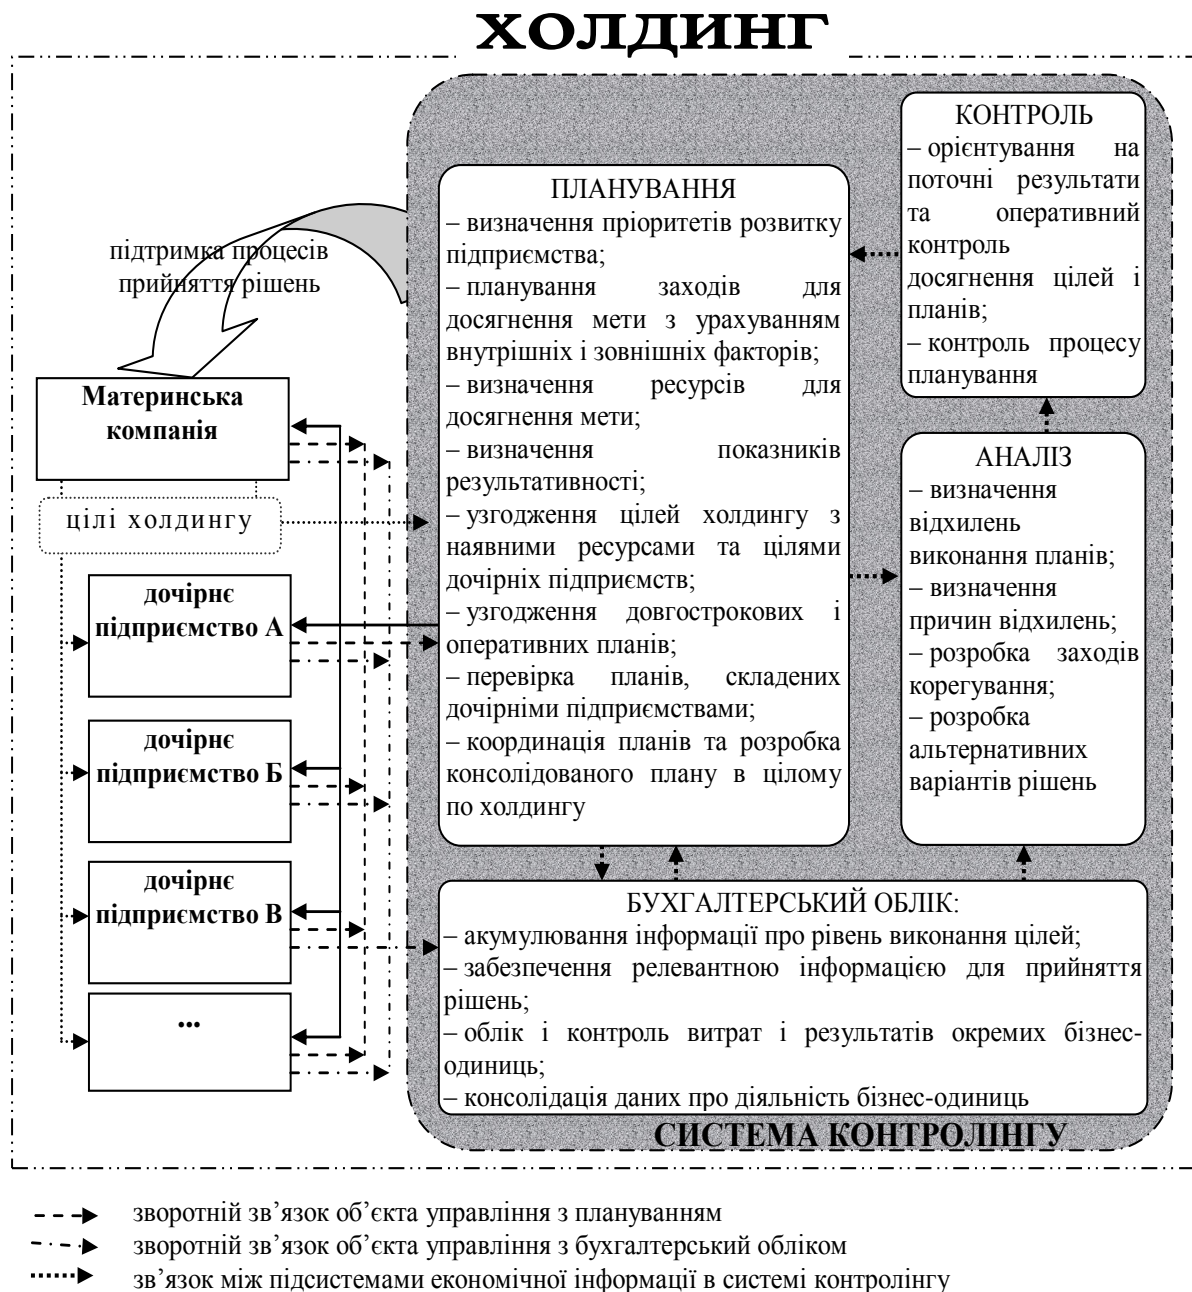 ХОЛДИНГ
підтримка процесів
прийняття рішень
Материнська
компанія
цілі холдингу
дочірнє
підприємство А
дочірнє
підприємство Б
дочірнє
підприємство В
...
ПЛАНУВАННЯ
– визначення пріоритетів розвитку
підприємства;
– планування заходів для
досягнення мети з урахуванням
внутрішніх і зовнішніх факторів;
– визначення ресурсів для
досягнення мети;
– визначення показників
результативності;
– узгодження цілей холдингу з
наявними ресурсами та цілями
дочірніх підприємств;
– узгодження довгострокових і
оперативних планів;
– перевірка планів, складених
дочірніми підприємствами;
– координація планів та розробка
консолідованого плану в цілому
по холдингу
КОНТРОЛЬ
– орієнтування на
поточні результати
та оперативний
контроль
досягнення цілей і
планів;
– контроль процесу
планування
АНАЛІЗ
– визначення
відхилень
виконання планів;
– визначення
причин відхилень;
– розробка заходів
корегування;
– розробка
альтернативних
варіантів рішень
БУХГАЛТЕРСЬКИЙ ОБЛІК:
– акумулювання інформації про рівень виконання цілей;
– забезпечення релевантною інформацією для прийняття
рішень;
– облік і контроль витрат і результатів окремих бізнес-
одиниць;
– консолідація даних про діяльність бізнес-одиниць
СИСТЕМА КОНТРОЛІНГУ
зворотній зв’язок об’єкта управління з плануванням
зворотній зв’язок об’єкта управління з бухгалтерський обліком
зв’язок між підсистемами економічної інформації в системі контролінгу